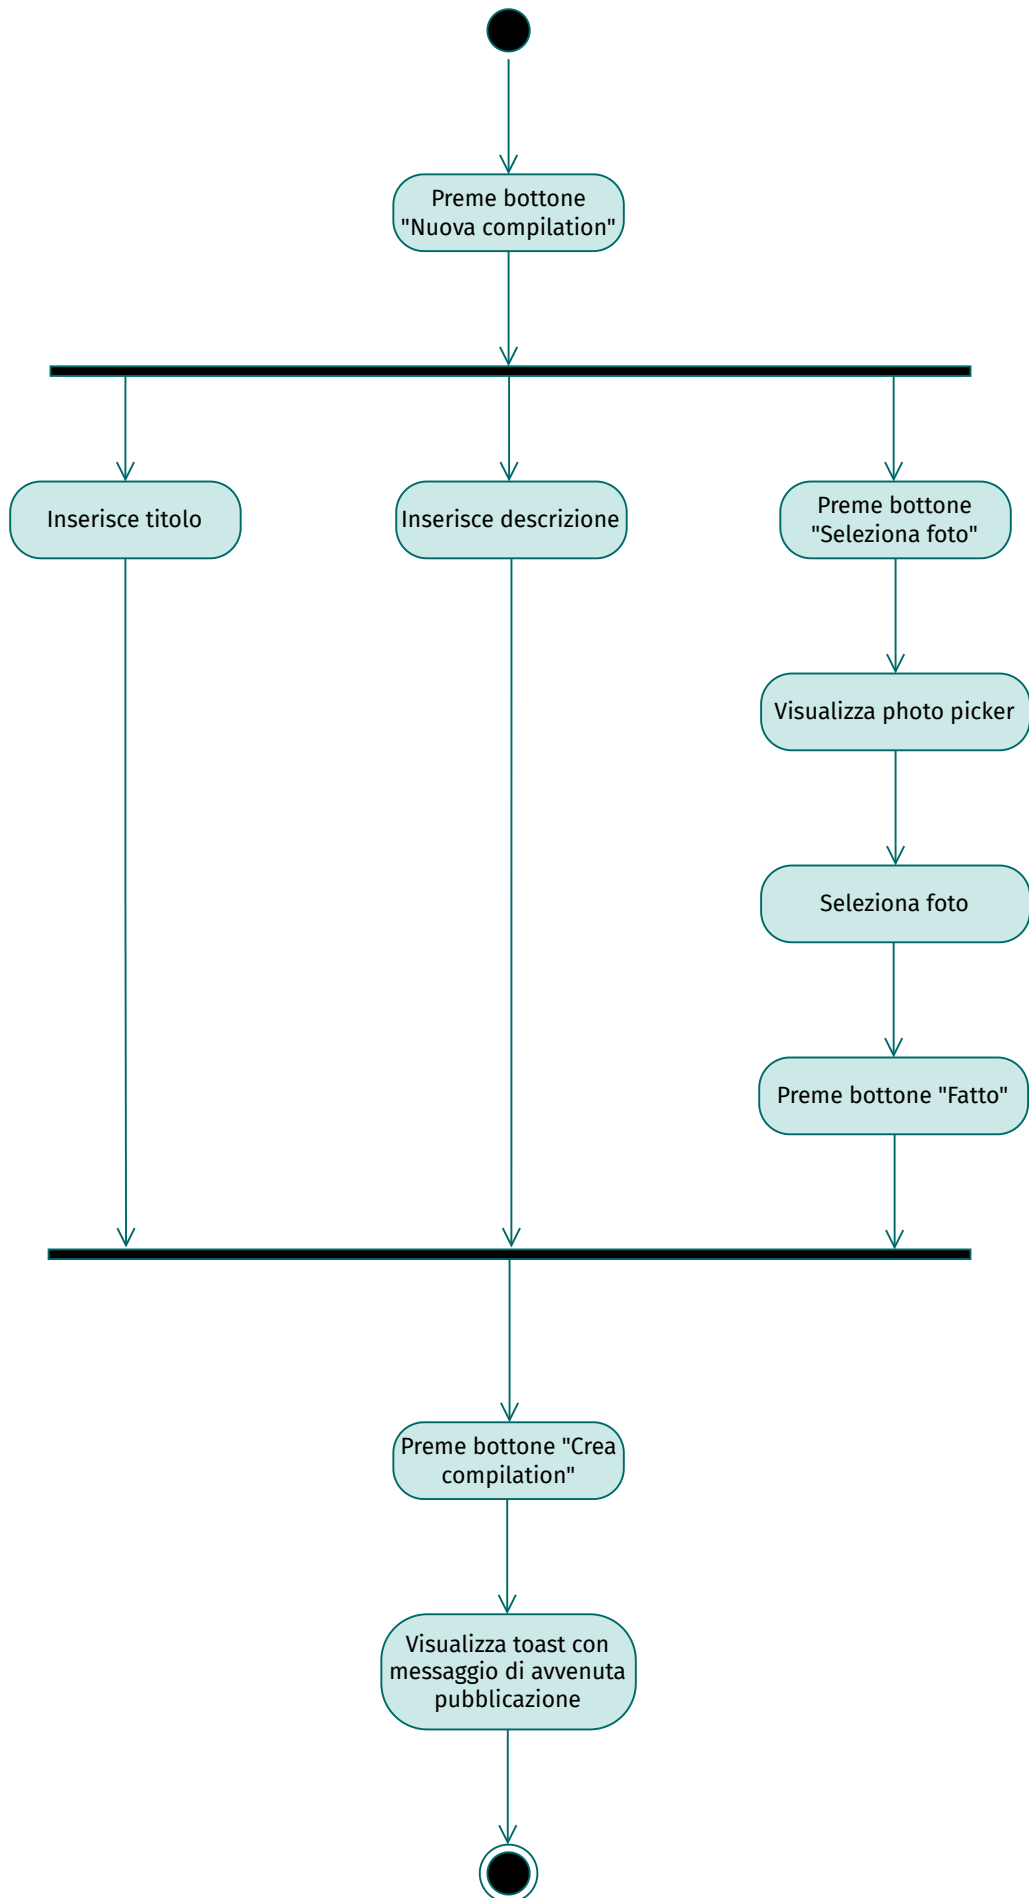 Preme bottone
"Nuova compilation"
Inserisce titolo
Inserisce descrizione
Preme bottone
"Seleziona foto"
Visualizza photo picker
Seleziona foto
Preme bottone "Fatto"
Preme bottone "Crea
compilation"
Visualizza toast con
messaggio di avvenuta
pubblicazione